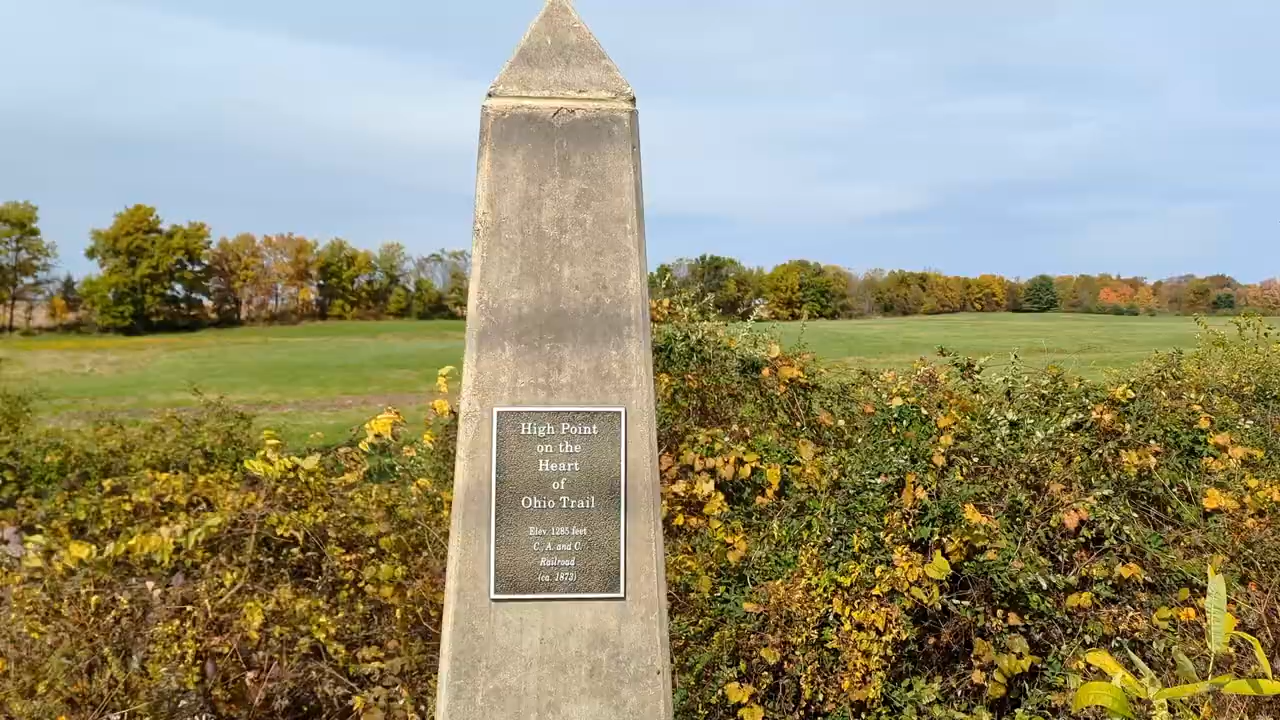 High Point
on the
Heart
of
Ohio Trail
Elev. 1285 feet
C., A. and C.
Railroad
(ca. 1873)